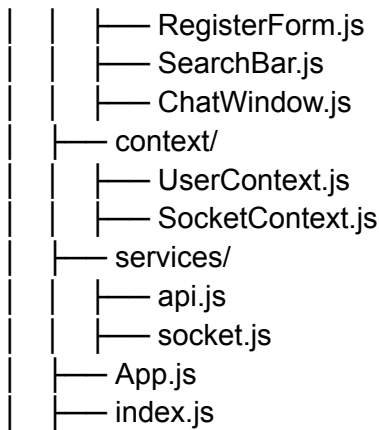 │   │   ├── RegisterForm.js
│   │   ├── SearchBar.js
│   │   ├── ChatWindow.js
│   ├── context/
│   │   ├── UserContext.js
│   │   ├── SocketContext.js
│   ├── services/
│   │   ├── api.js
│   │   ├── socket.js
│   ├── App.js
│   ├── index.js